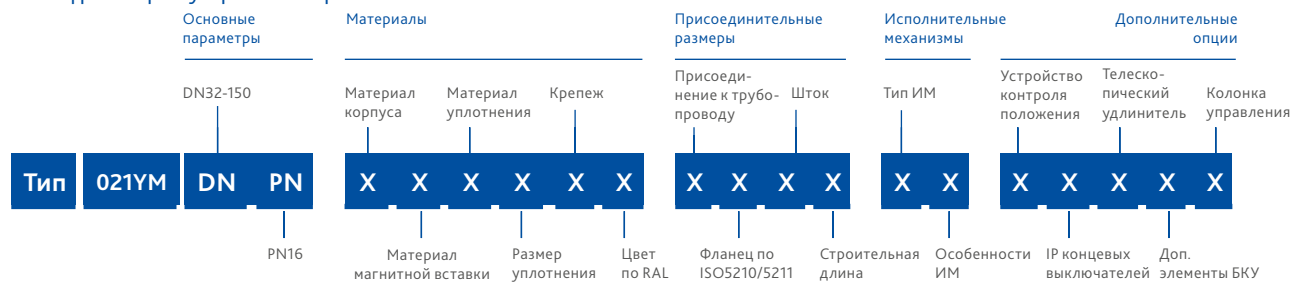 Основные
параметры
Материалы
Присоединительные
размеры
Исполнительные
механизмы
Дополнительные
опции
DN32-150
Материал
корпуса
Материал
уплотнения
Крепеж
Присоеди-
нение к трубо-
проводу
Шток
Тип ИМ
Устройство
контроля
положения
Телеско-
пический
удлинитель
Колонка
управления
Тип 021YM DN PN X X X X X X X X X X X X X X X X X
PN16
Материал
магнитной вставки
Размер
уплотнения
Цвет
по RAL
Фланец по
ISO5210/5211
Строительная
длина
Особенности
ИМ
IP концевых
выключателей
Доп.
элементы БКУ